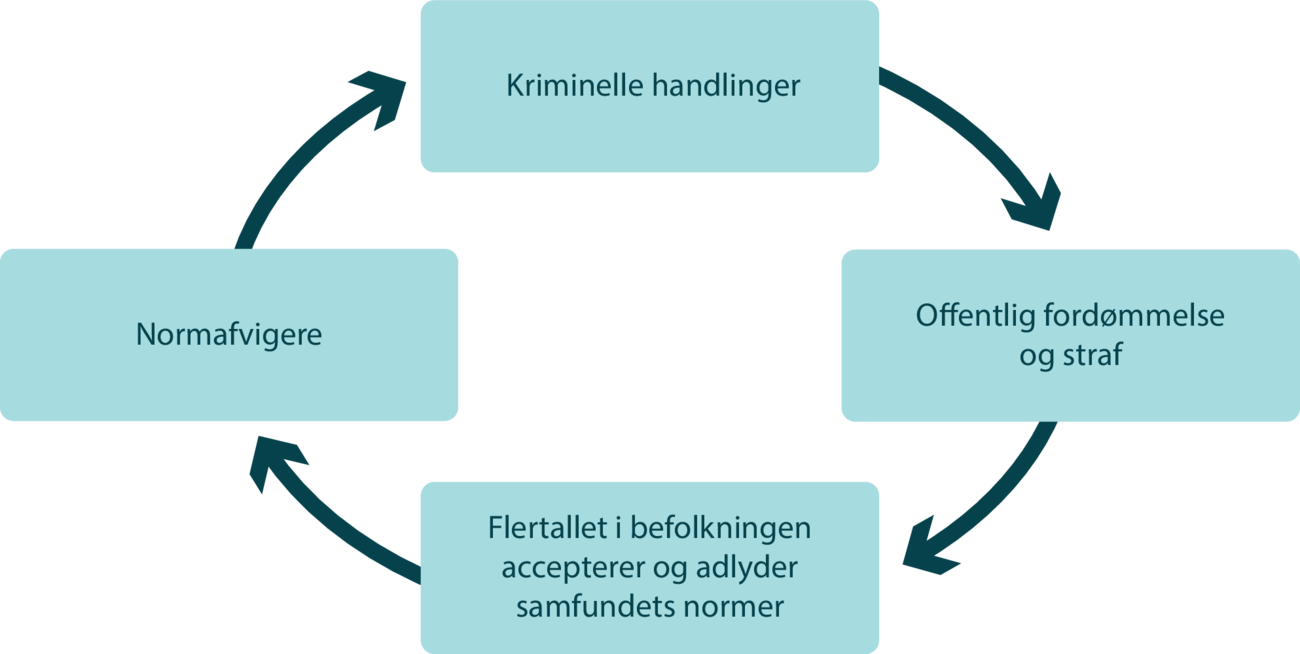 Kriminelle handlinger
Normafvigere
Offentlig fordømmelse
og straf
Flertallet i befolkningen
accepterer og adlyder
samfundets normer